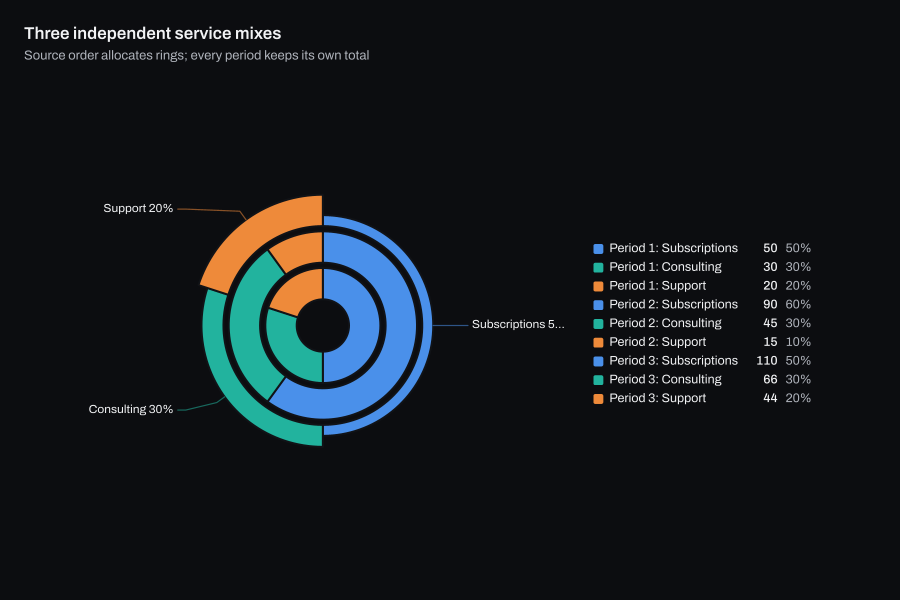 Three independent service mixes
Source order allocates rings; every period keeps its own total
Support 20%
Consulting 30%
Subscriptions 5...
Period 1: Subscriptions 50 50%
Period 1: Consulting 30 30%
Period 1: Support 20 20%
Period 2: Subscriptions 90 60%
Period 2: Consulting 45 30%
Period 2: Support 15 10%
Period 3: Subscriptions 110 50%
Period 3: Consulting 66 30%
Period 3: Support 44 20%